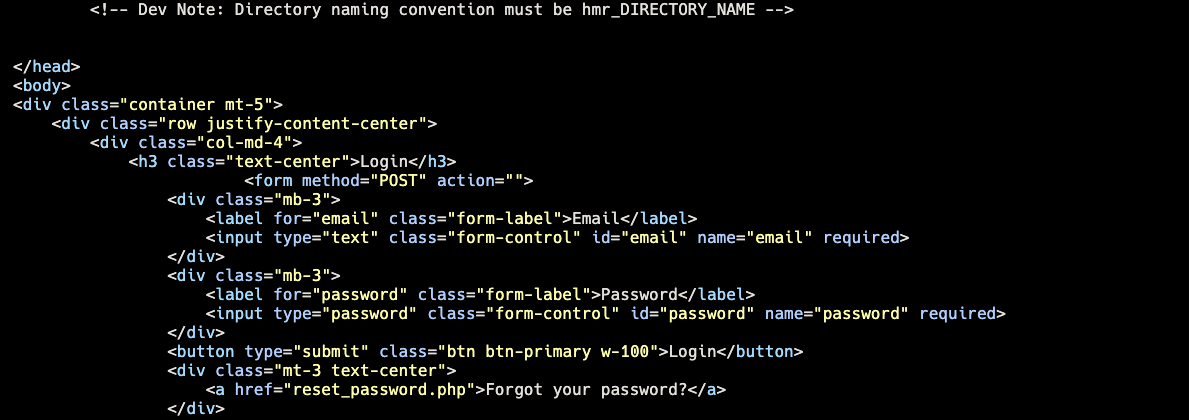 <!-- Dev Note: Directory naming convention must be hmr_DIRECTORY_NAME -->
</head>
<body>
<div class="container mt-5">
<div class="row justify-content-center">
<div class="col-md-4">
<h3 class="text-center">Login</h3>
<form method="POST" action="">
<div class="mb-3">
<label for="email" class="form-label">Email</label>
<input type="text" class="form-control" id="email" name="email" required>
</div>
<div class="mb-3">
<label for="password" class="form-label">Password</label>
<input type="password" class="form-control" id="password" name="password" required>
</div>
<button type="submit" class="btn btn-primary w-100">Login</button>
<div class="mt-3 text-center">
<a href="reset_password.php">Forgot your password?</a>
</div>